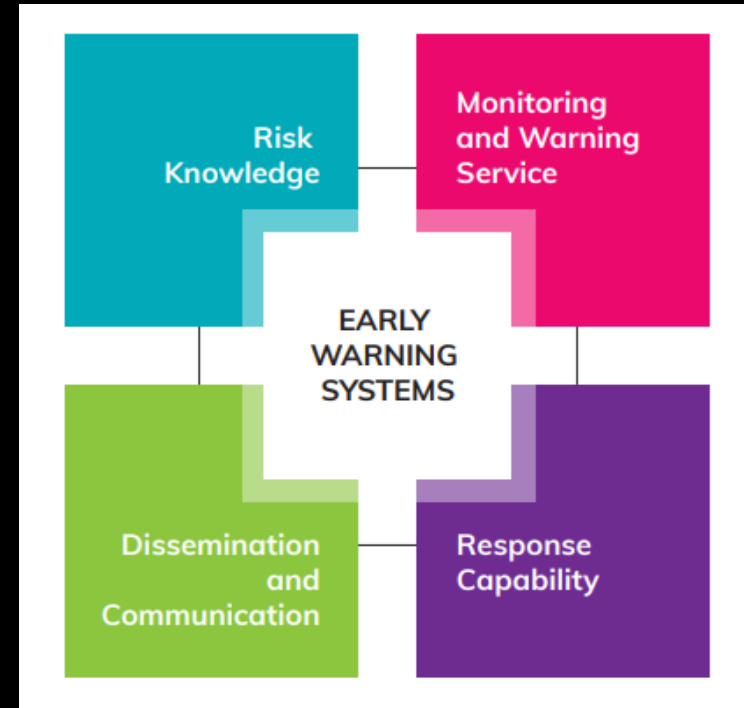 Risk
Knowledge
Monitoring
and Warning
Service
EARLY
WARNING
SYSTEMS
Dissemination
and
Communication
Response
Capability